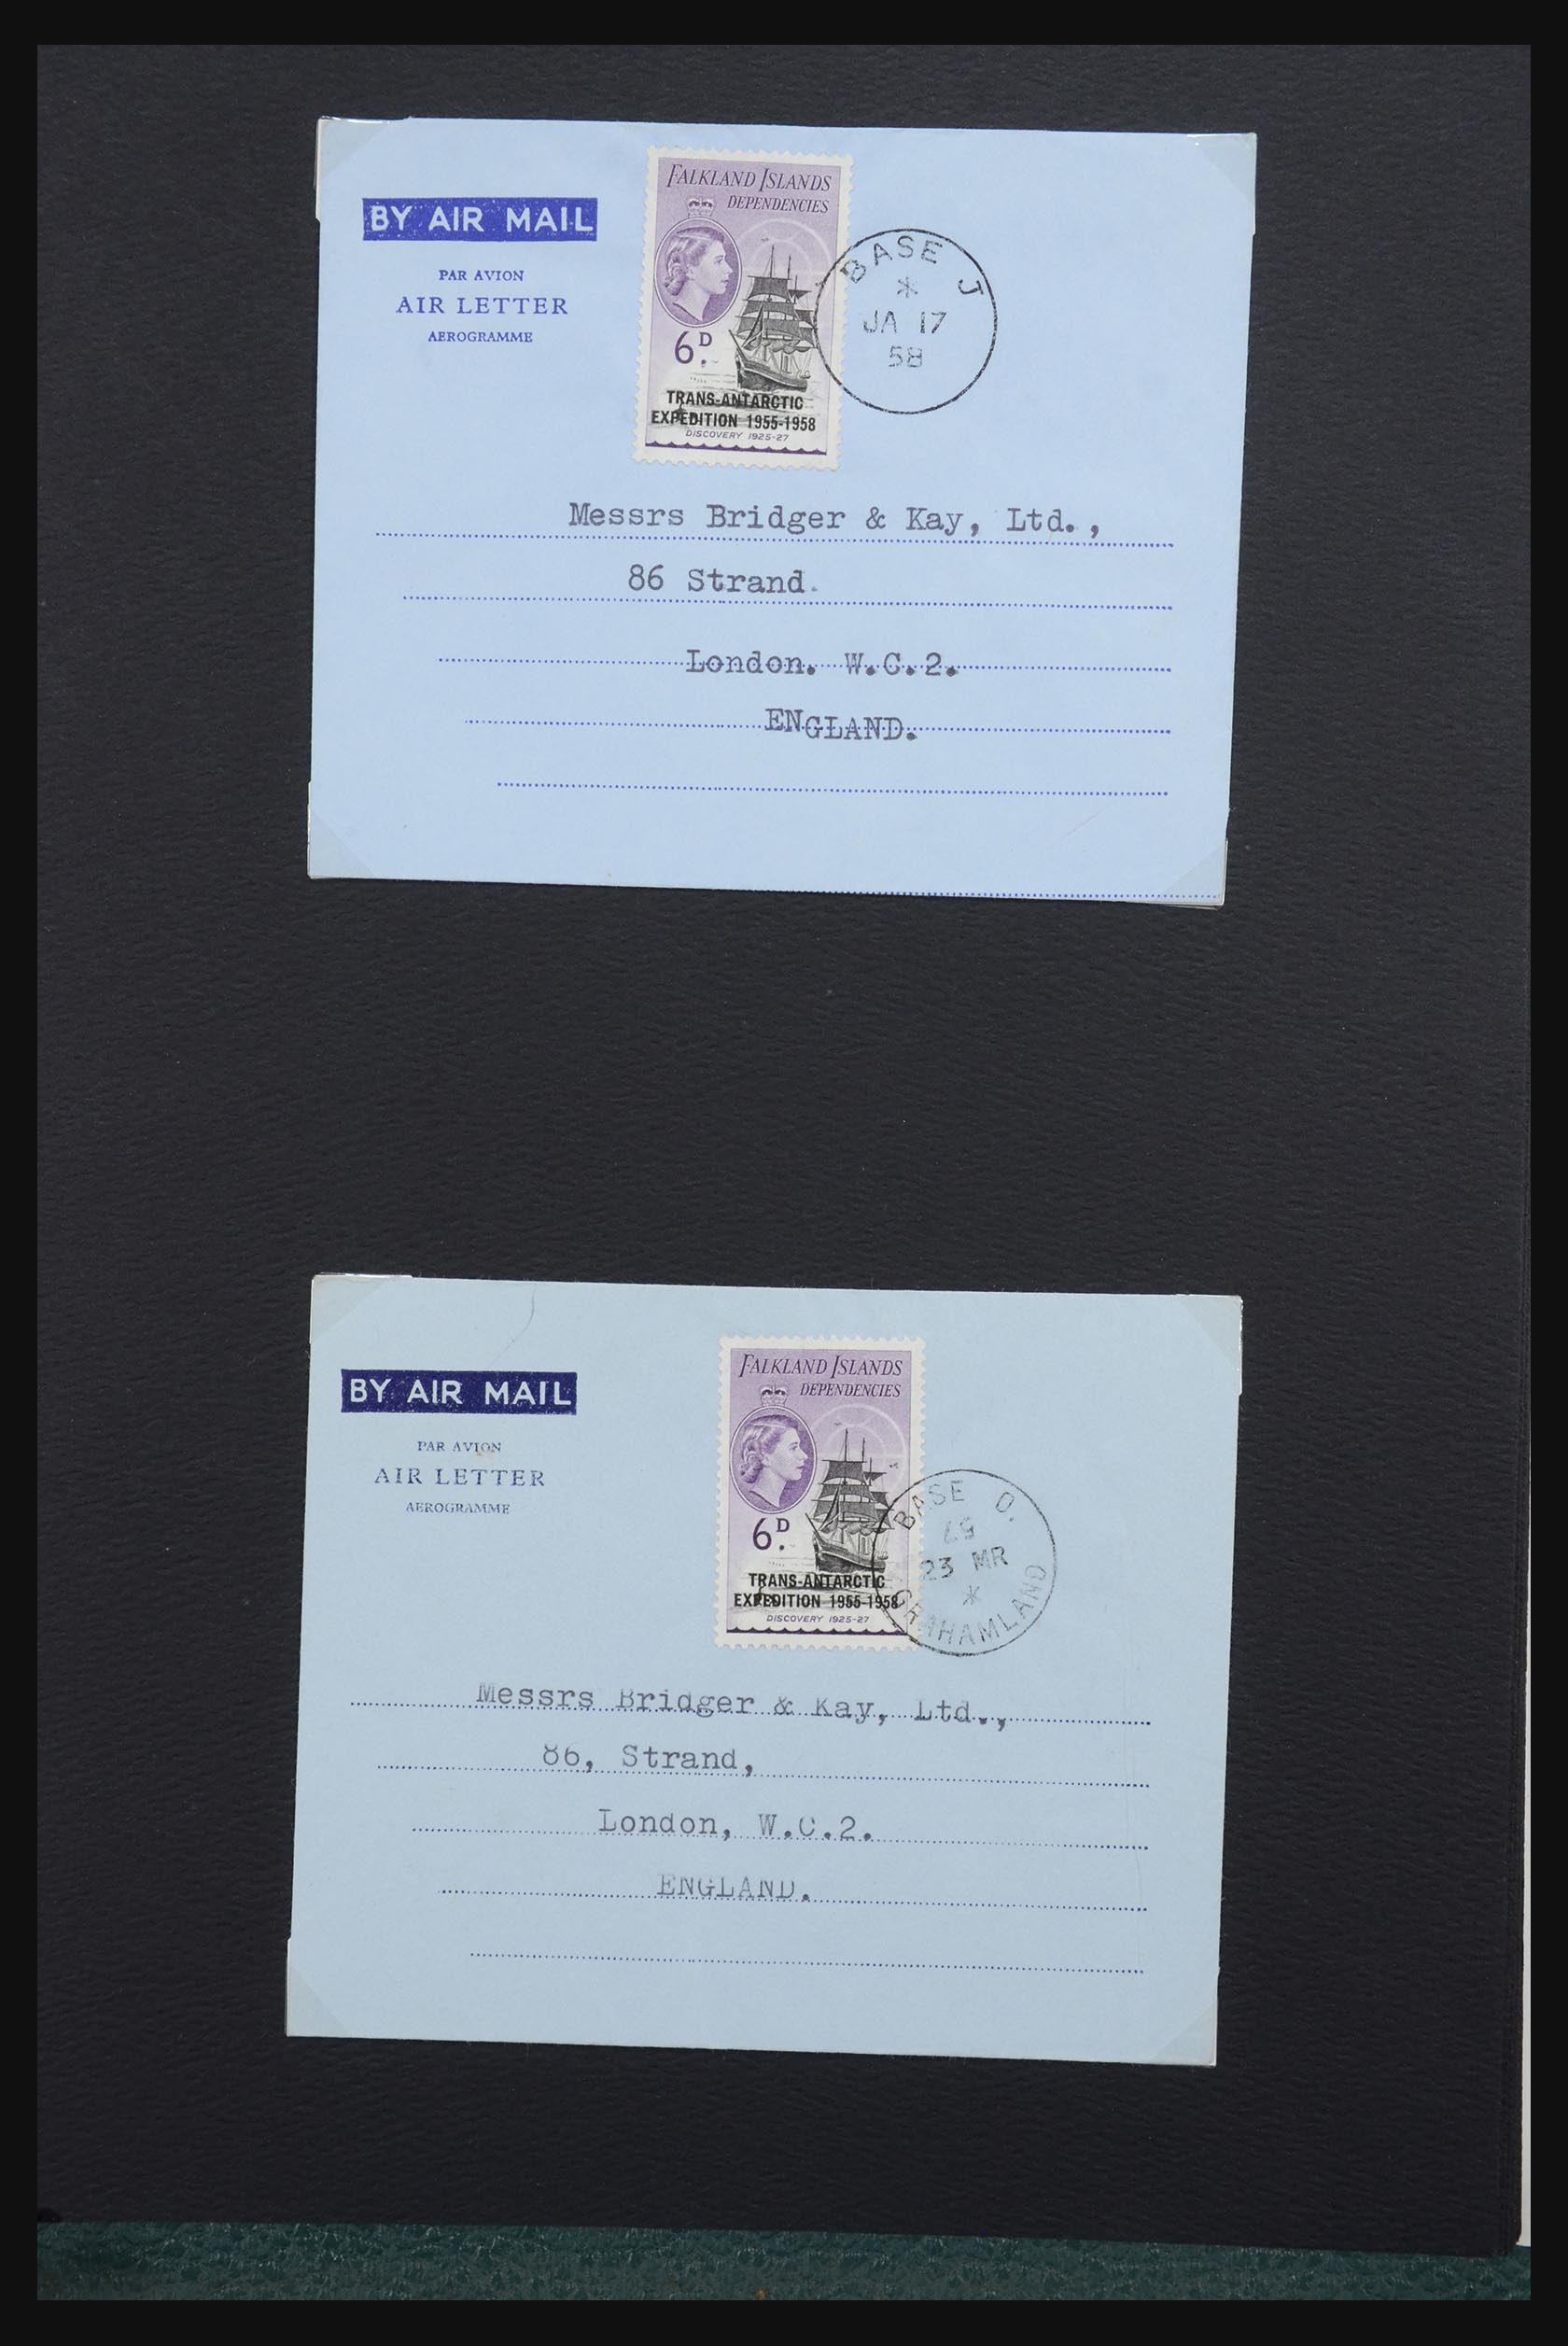 BY AIR MAIL
PAR AVION
AIR LETTER
AEROGRAMME
FALKLAND ISLANDS
DEPENDENCIES
6D.
TRANS-ANTARCTIC
EXPEDITION 1955-1958
DISCOVERY 1925-27
BASE J
*
JA 17
58
Messrs Bridger & Kay, Ltd.,
86 Strand.
London. W.C.2.
ENGLAND.
BY AIR MAIL
PAR AVION
AIR LETTER
AEROGRAMME
FALKLAND ISLANDS
DEPENDENCIES
6D.
TRANS-ANTARCTIC
EXPEDITION 1955-1958
DISCOVERY 1925-27
BASE O.
57
23 MR
*
GRAHAMLAND
Messrs Bridger & Kay, Ltd.,
86, Strand,
London, W.C.2.
ENGLAND.